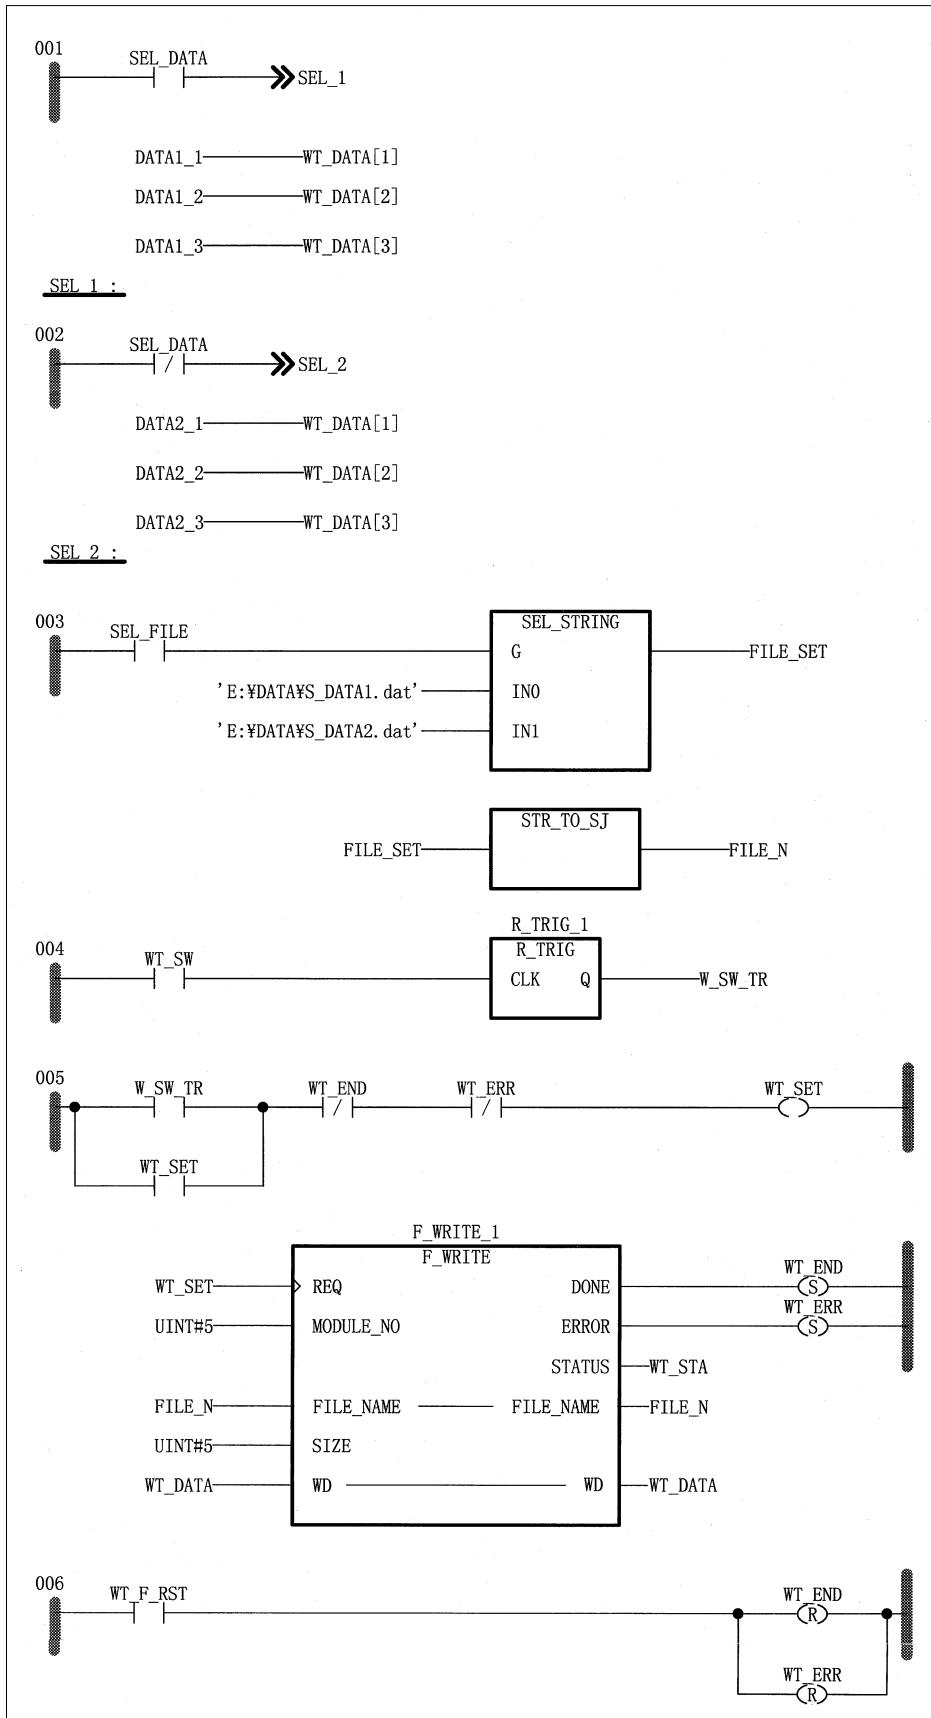 001
SEL_DATA
SEL_1
DATA1_1 WT_DATA[1]
DATA1_2 WT_DATA[2]
DATA1_3 WT_DATA[3]
SEL_1 :
002
SEL_DATA
SEL_2
DATA2_1 WT_DATA[1]
DATA2_2 WT_DATA[2]
DATA2_3 WT_DATA[3]
SEL_2 :
003
SEL_FILE
SEL_STRING
G
FILE_SET
'E:¥DATA¥S_DATA1.dat' IN0
'E:¥DATA¥S_DATA2.dat' IN1
STR_TO_SJ
FILE_SET FILE_N
R_TRIG_1
004
WT_SW
R_TRIG
CLK Q W_SW_TR
005
W_SW_TR WT_END WT_ERR WT_SET
WT_SET
F_WRITE_1
F_WRITE
WT_END
WT_SET REQ DONE S
WT_ERR
UINT#5 MODULE_NO ERROR S
STATUS WT_STA
FILE_N FILE_NAME FILE_NAME FILE_N
UINT#5 SIZE
WT_DATA WD WD WT_DATA
006
WT_F_RST WT_END
R
WT_ERR
R